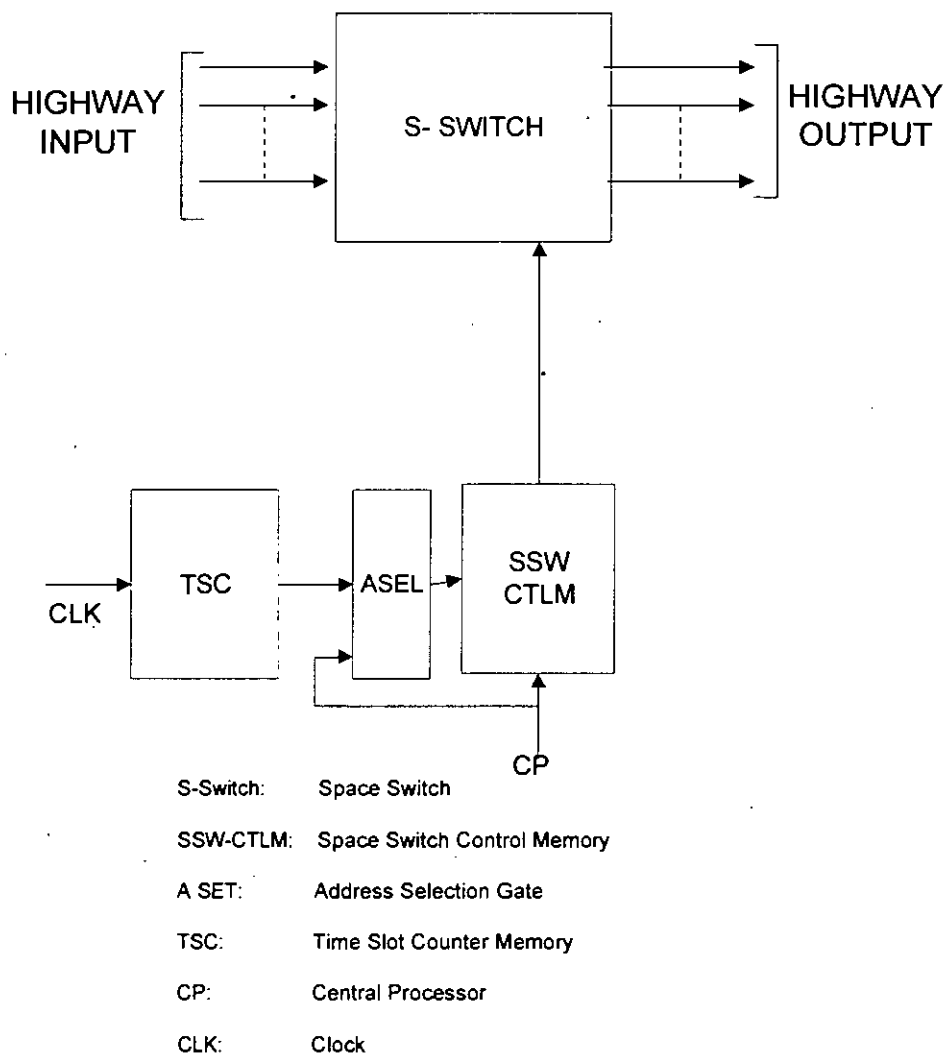 HIGHWAY
INPUT
S- SWITCH
HIGHWAY
OUTPUT
CLK
TSC
ASEL
SSW
CTLM
CP
S-Switch: Space Switch
SSW-CTLM: Space Switch Control Memory
A SET: Address Selection Gate
TSC: Time Slot Counter Memory
CP: Central Processor
CLK: Clock